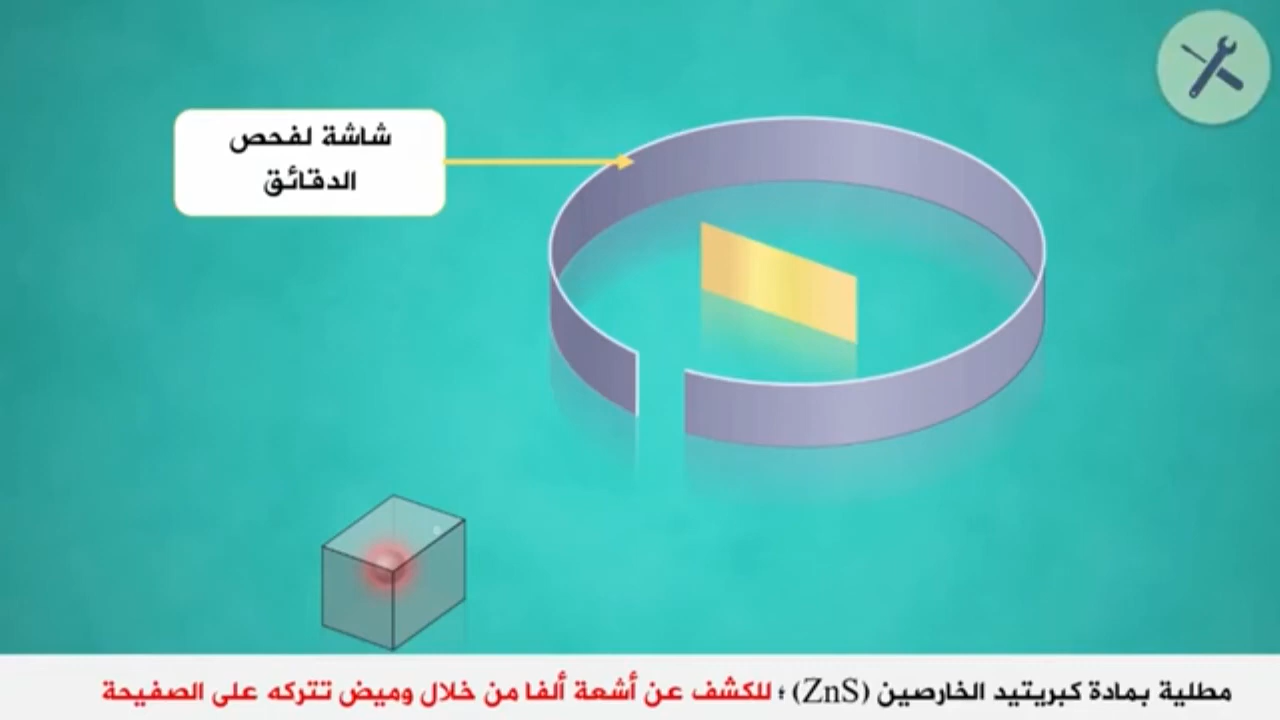 شاشة لفحص
الدقائق
مطلية بمادة كبريتيد الخارصين (ZnS) ؛ للكشف عن أشعة ألفا من خلال وميض تتركه على الصفيحة